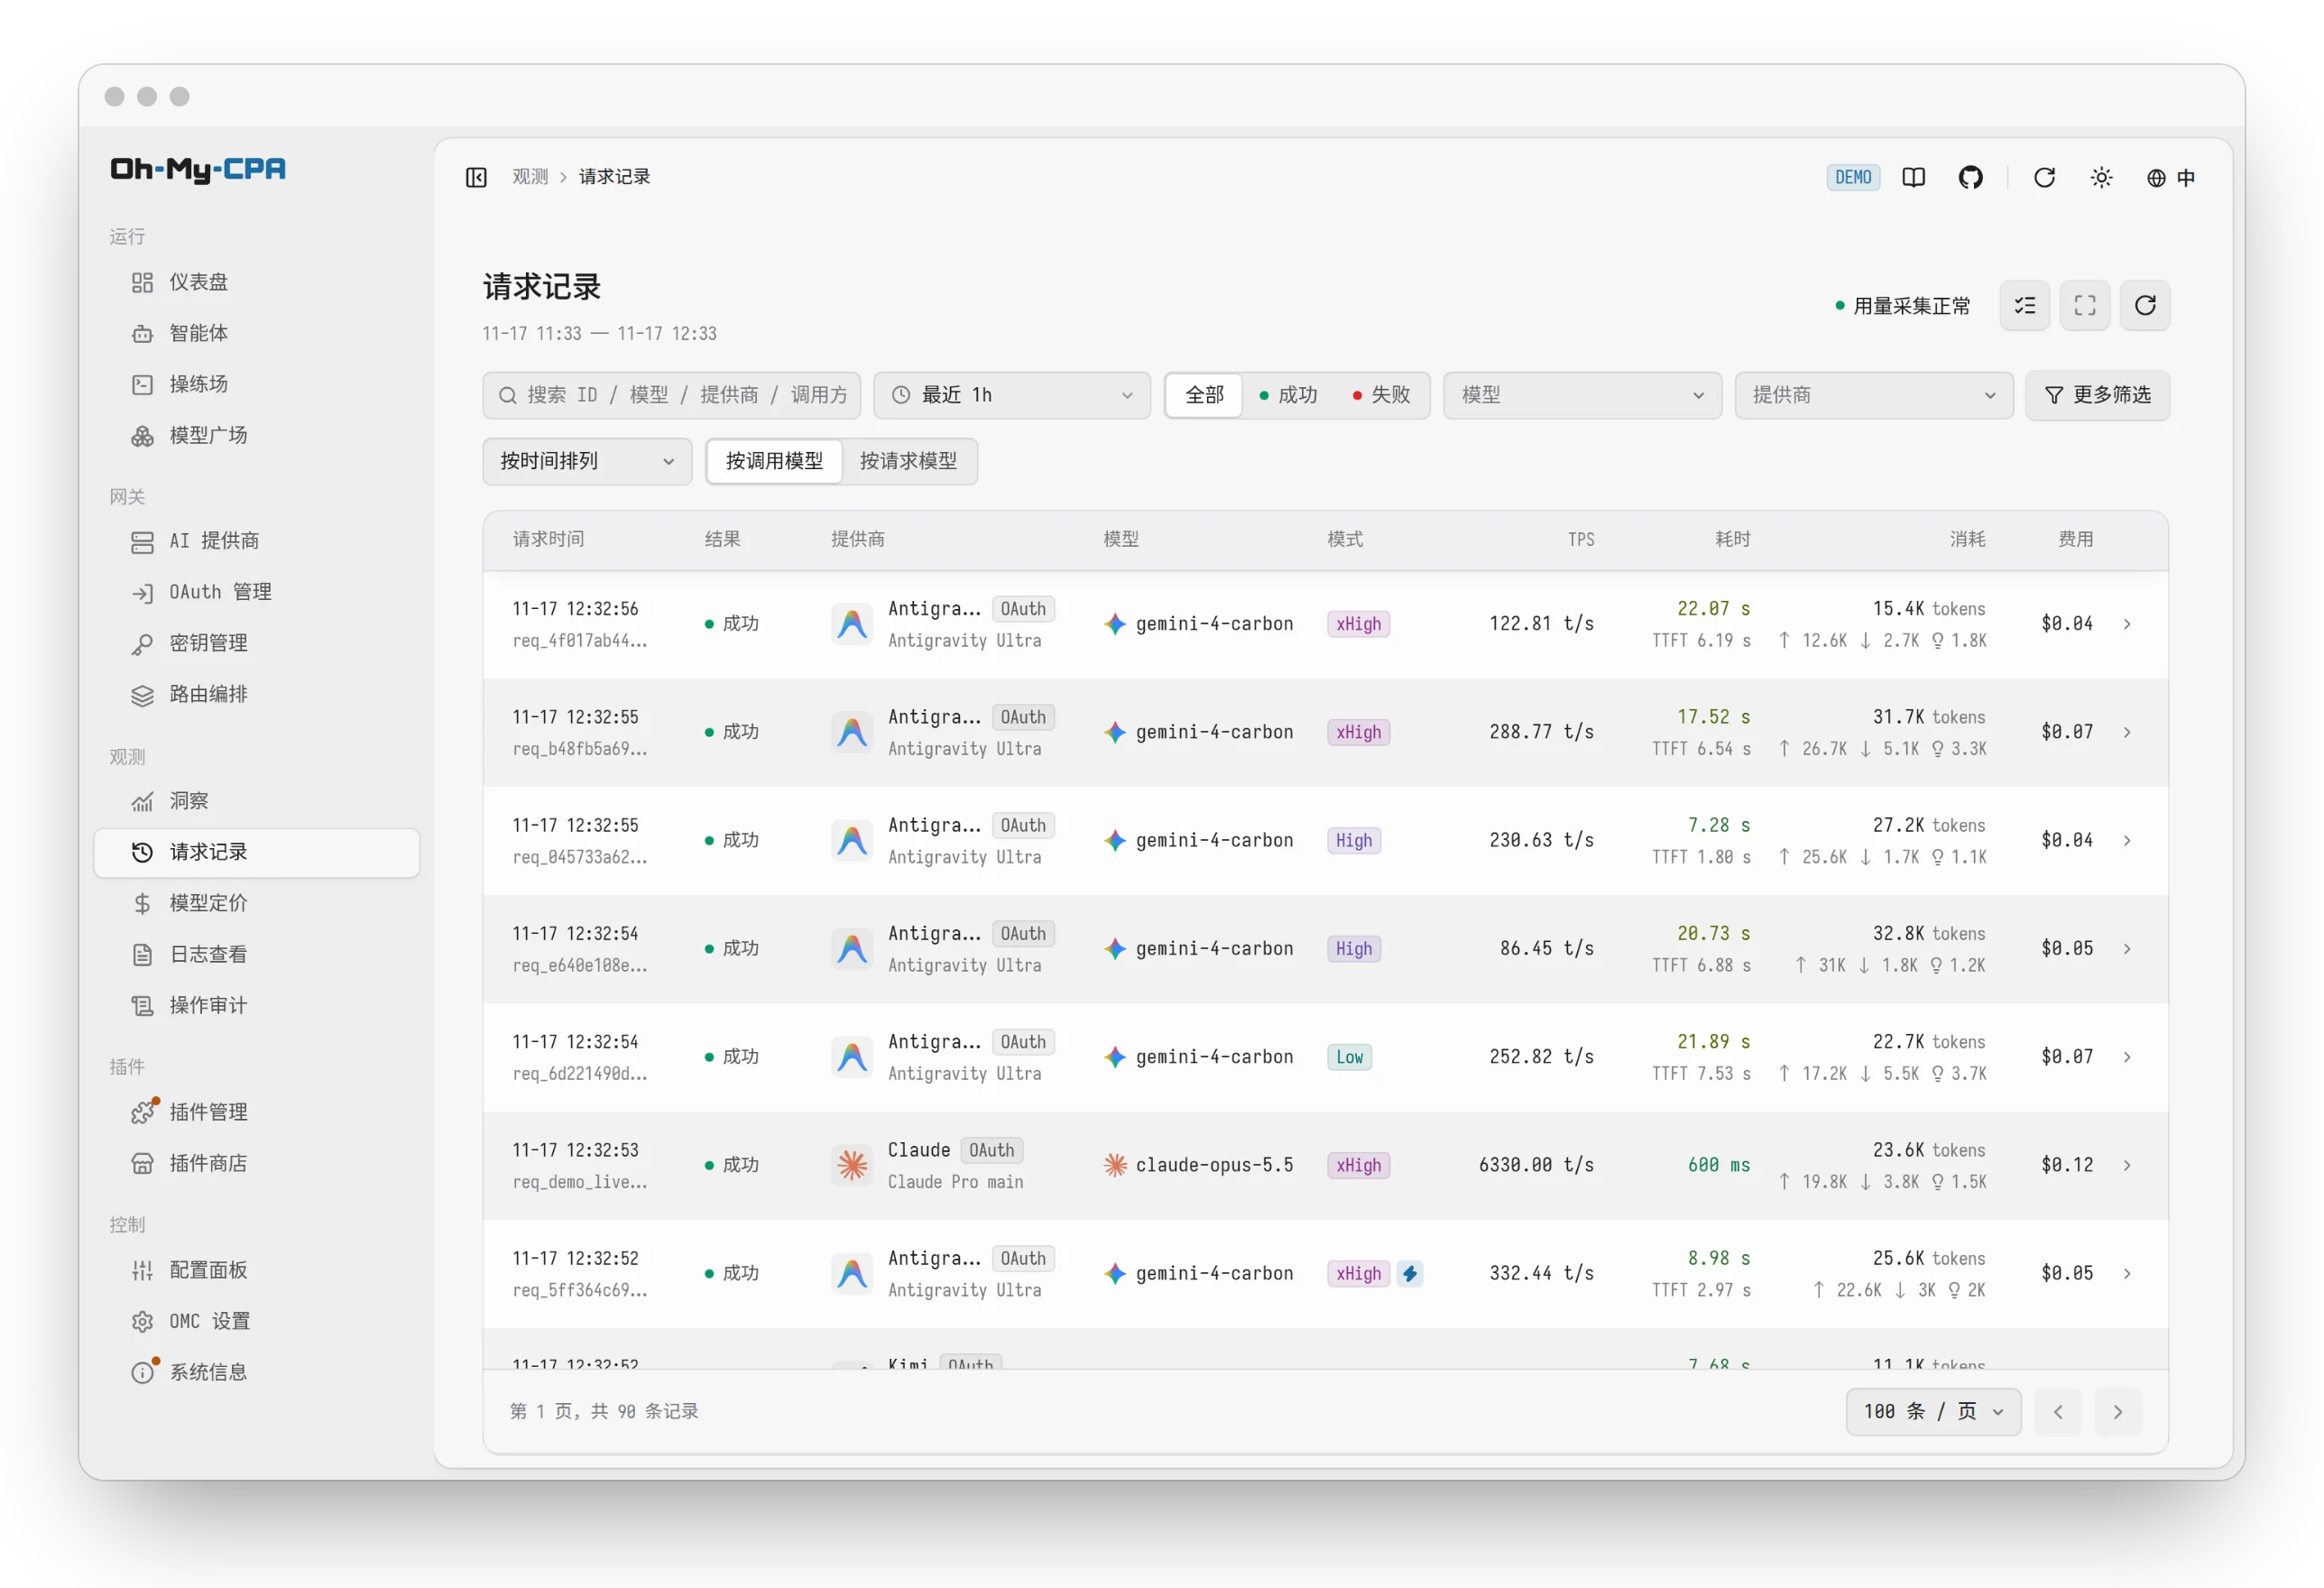 Oh-My-CPA
运行
仪表盘
智能体
操练场
模型广场
网关
AI 提供商
OAuth 管理
密钥管理
路由编排
观测
洞察
请求记录
模型定价
日志查看
操作审计
插件
插件管理
插件商店
控制
配置面板
OMC 设置
系统信息
观测 > 请求记录
DEMO
中
请求记录
11-17 11:33 — 11-17 12:33
用量采集正常
搜索 ID / 模型 / 提供商 / 调用方
最近 1h
全部 成功 失败
模型
提供商
更多筛选
按时间排列
按调用模型 按请求模型
请求时间 结果 提供商 模型 模式 TPS 耗时 消耗 费用
11-17 12:32:56 成功 Antigra... OAuth gemini-4-carbon xHigh 122.81 t/s 22.07 s 15.4K tokens $0.04
req_4f017ab44... Antigravity Ultra TTFT 6.19 s ↑ 12.6K ↓ 2.7K 1.8K
11-17 12:32:55 成功 Antigra... OAuth gemini-4-carbon xHigh 288.77 t/s 17.52 s 31.7K tokens $0.07
req_b48fb5a69... Antigravity Ultra TTFT 6.54 s ↑ 26.7K ↓ 5.1K 3.3K
11-17 12:32:55 成功 Antigra... OAuth gemini-4-carbon High 230.63 t/s 7.28 s 27.2K tokens $0.04
req_045733a62... Antigravity Ultra TTFT 1.80 s ↑ 25.6K ↓ 1.7K 1.1K
11-17 12:32:54 成功 Antigra... OAuth gemini-4-carbon High 86.45 t/s 20.73 s 32.8K tokens $0.05
req_e640e108e... Antigravity Ultra TTFT 6.88 s ↑ 31K ↓ 1.8K 1.2K
11-17 12:32:54 成功 Antigra... OAuth gemini-4-carbon Low 252.82 t/s 21.89 s 22.7K tokens $0.07
req_6d221490d... Antigravity Ultra TTFT 7.53 s ↑ 17.2K ↓ 5.5K 3.7K
11-17 12:32:53 成功 Claude OAuth claude-opus-5.5 xHigh 6330.00 t/s 600 ms 23.6K tokens $0.12
req_demo_live... Claude Pro main ↑ 19.8K ↓ 3.8K 1.5K
11-17 12:32:52 成功 Antigra... OAuth gemini-4-carbon xHigh 332.44 t/s 8.98 s 25.6K tokens $0.05
req_5ff364c69... Antigravity Ultra TTFT 2.97 s ↑ 22.6K ↓ 3K 2K
11-17 12:32:52 Kimi OAuth 7.68 s 11.1K tokens
第 1 页，共 90 条记录
100 条 / 页